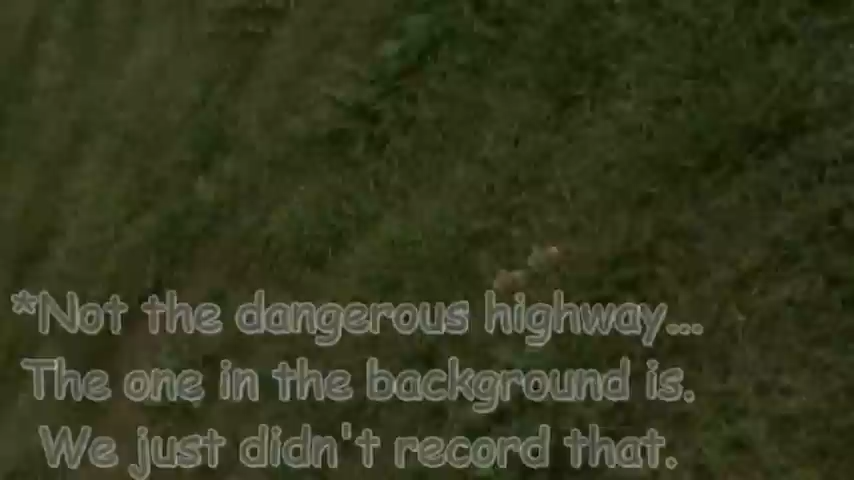 *Not the dangerous highway...
The one in the background is.
We just didn't record that.